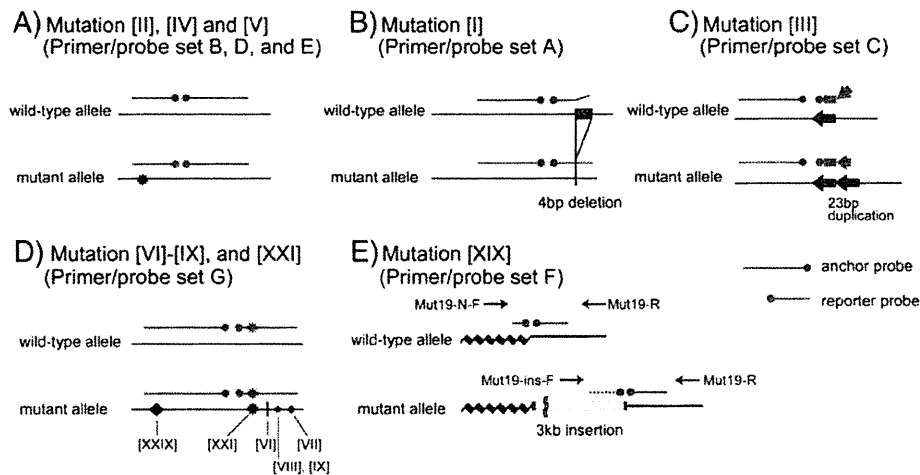 A) Mutation [II], [IV] and [V]
(Primer/probe set B, D, and E)
wild-type allele
mutant allele
B) Mutation [I]
(Primer/probe set A)
wild-type allele
mutant allele
4bp deletion
C) Mutation [III]
(Primer/probe set C)
wild-type allele
mutant allele
23bp
duplication
D) Mutation [VI]-[IX], and [XXI]
(Primer/probe set G)
wild-type allele
mutant allele
[XXIX]
[XXI]
[VI]
[VII]
[VIII], [IX]
E) Mutation [XIX]
(Primer/probe set F)
Mut19-N-F
Mut19-R
wild-type allele
Mut19-ins-F
Mut19-R
mutant allele
3kb insertion
anchor probe
reporter probe